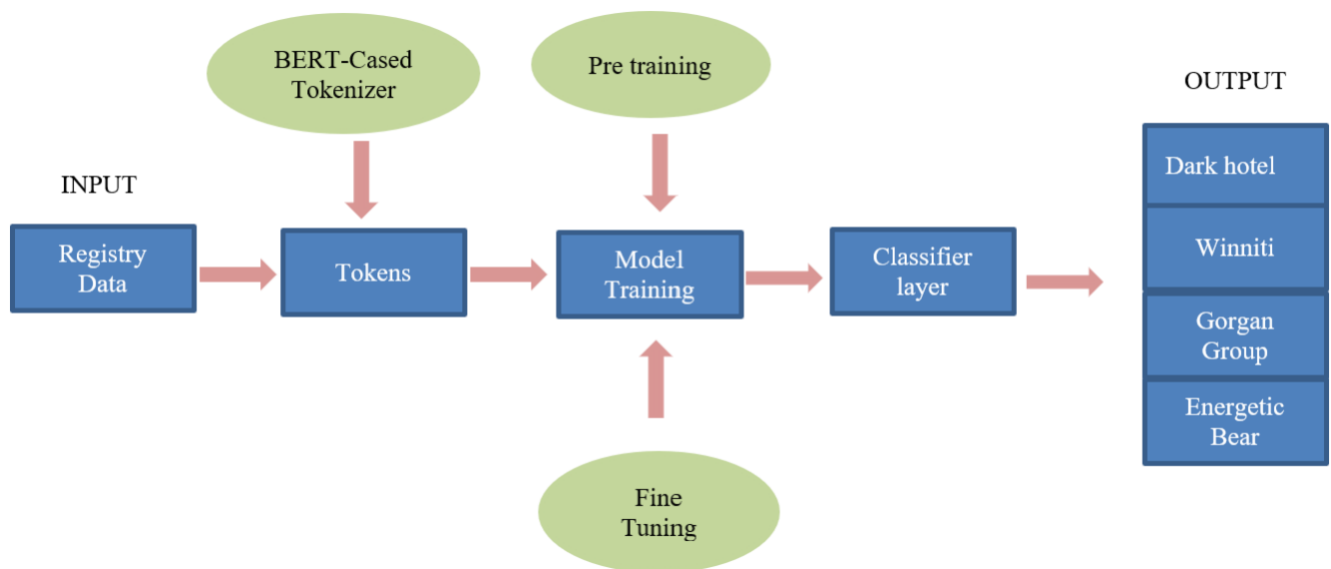 BERT-Cased
Tokenizer
Pre training
OUTPUT
INPUT
Dark hotel
Registry
Data
Tokens
Model
Training
Classifier
layer
Winniti
Gorgan
Group
Energetic
Bear
Fine
Tuning